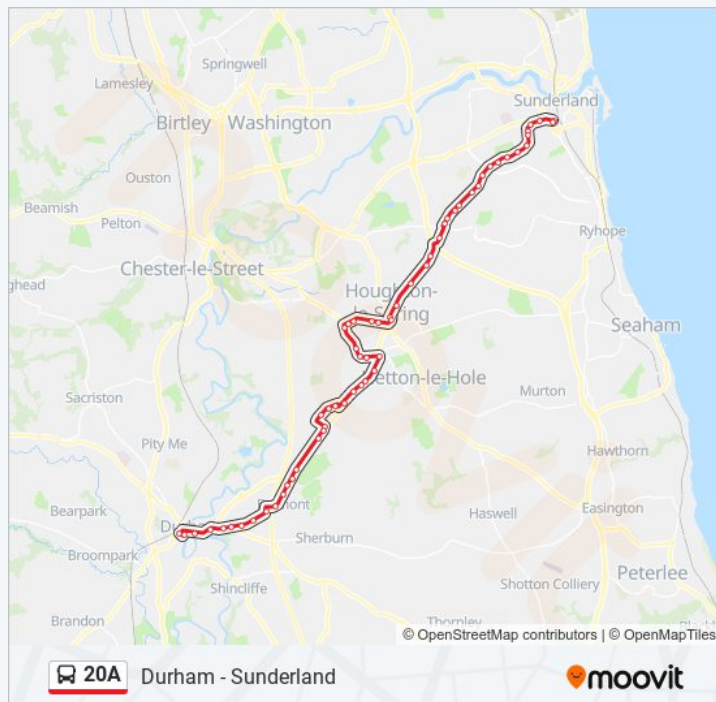 Springwell
Lamesley
Sunderland
Birtley
Washington
Ouston
Beamish
Pelton
Ryhope
Chester-le-Street
ghead
Houghton-
le-Spring
Seaham
Hetton-le-Hole
Sacriston
Murton
Pity Me
Hawthorn
Bearpark
Haswell
Easington
Broompark
Sherburn
Shincliffe
Shotton Colliery
Peterlee
Brandon
Thornley
© OpenStreetMap contributors | © OpenMapTiles
20A
Durham - Sunderland
moovit